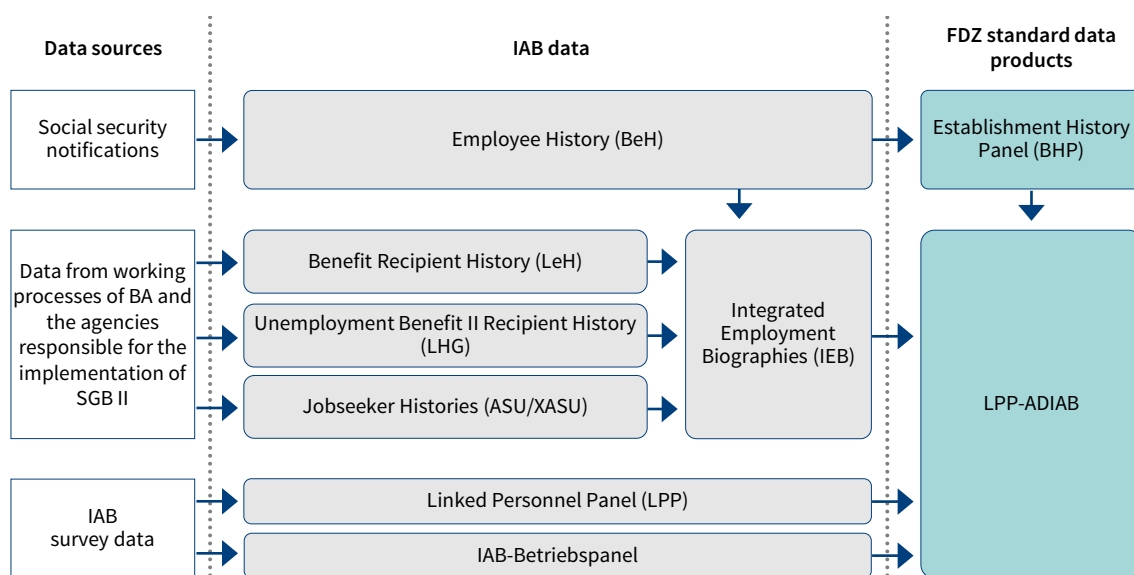 Data sources
IAB data
FDZ standard data
products
Social security
notifications
Employee History (BeH)
Establishment History
Panel (BHP)
Data from working
processes of BA and
the agencies
responsible for the
implementation of
SGB II
Benefit Recipient History (LeH)
Unemployment Benefit II Recipient History
(LHG)
Jobseeker Histories (ASU/XASU)
Integrated
Employment
Biographies (IEB)
LPP-ADIAB
IAB
survey data
Linked Personnel Panel (LPP)
IAB-Betriebspanel